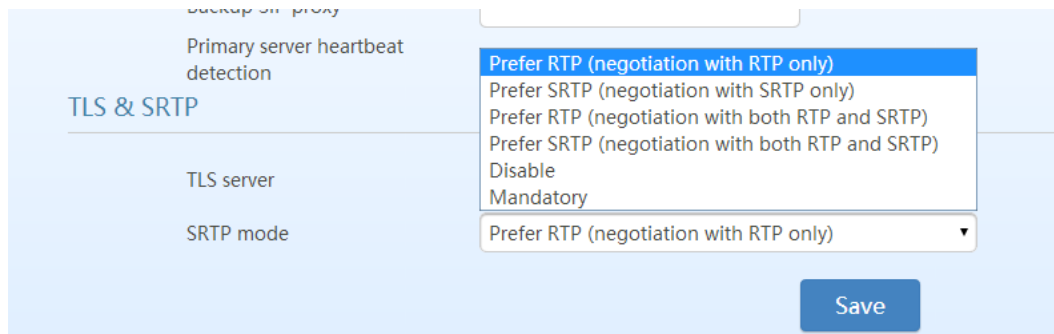 Primary server heartbeat
detection
Prefer RTP (negotiation with RTP only)
Prefer SRTP (negotiation with SRTP only)
Prefer RTP (negotiation with both RTP and SRTP)
Prefer SRTP (negotiation with both RTP and SRTP)
Disable
Mandatory
TLS & SRTP
TLS server
SRTP mode
Prefer RTP (negotiation with RTP only)
Save